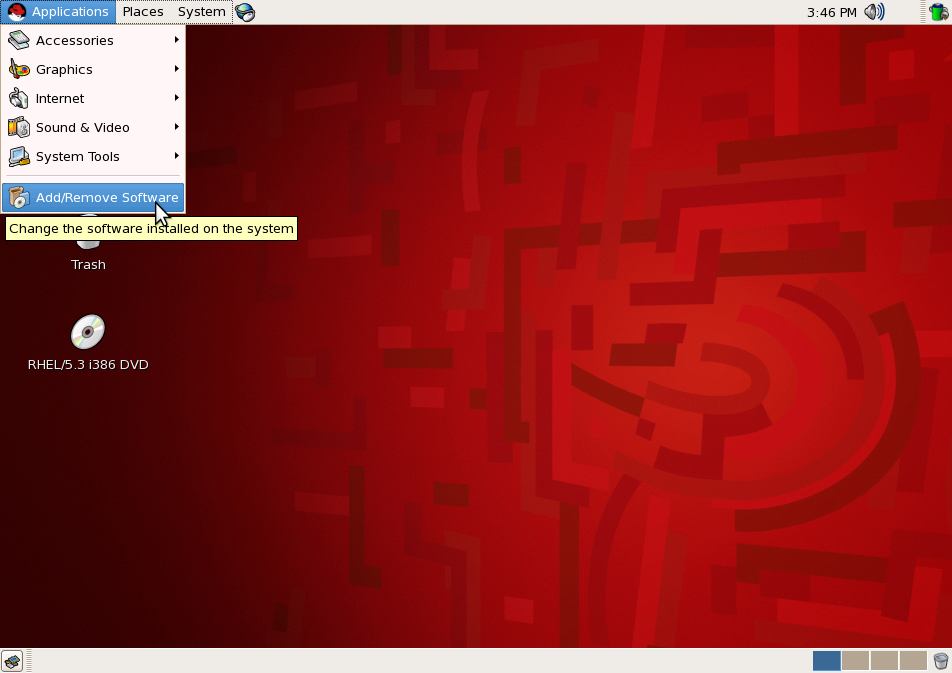 Applications Places System 3:46 PM
Accessories
Graphics
Internet
Sound & Video
System Tools
Add/Remove Software
Change the software installed on the system
Trash
RHEL/5.3 i386 DVD